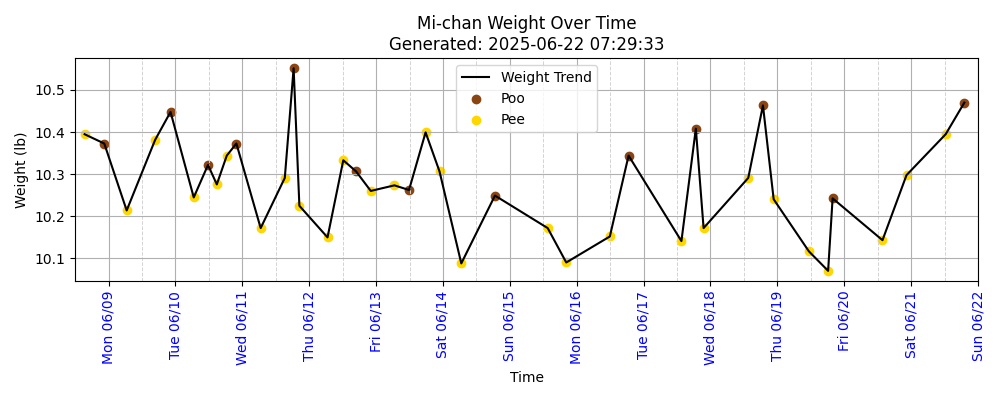 Mi-chan Weight Over Time
Generated: 2025-06-22 07:29:33
Weight Trend
Poo
Pee
Weight (lb)
10.5
10.4
10.3
10.2
10.1
Mon 06/09
Tue 06/10
Wed 06/11
Thu 06/12
Fri 06/13
Sat 06/14
Sun 06/15
Mon 06/16
Tue 06/17
Wed 06/18
Thu 06/19
Fri 06/20
Sat 06/21
Sun 06/22
Time